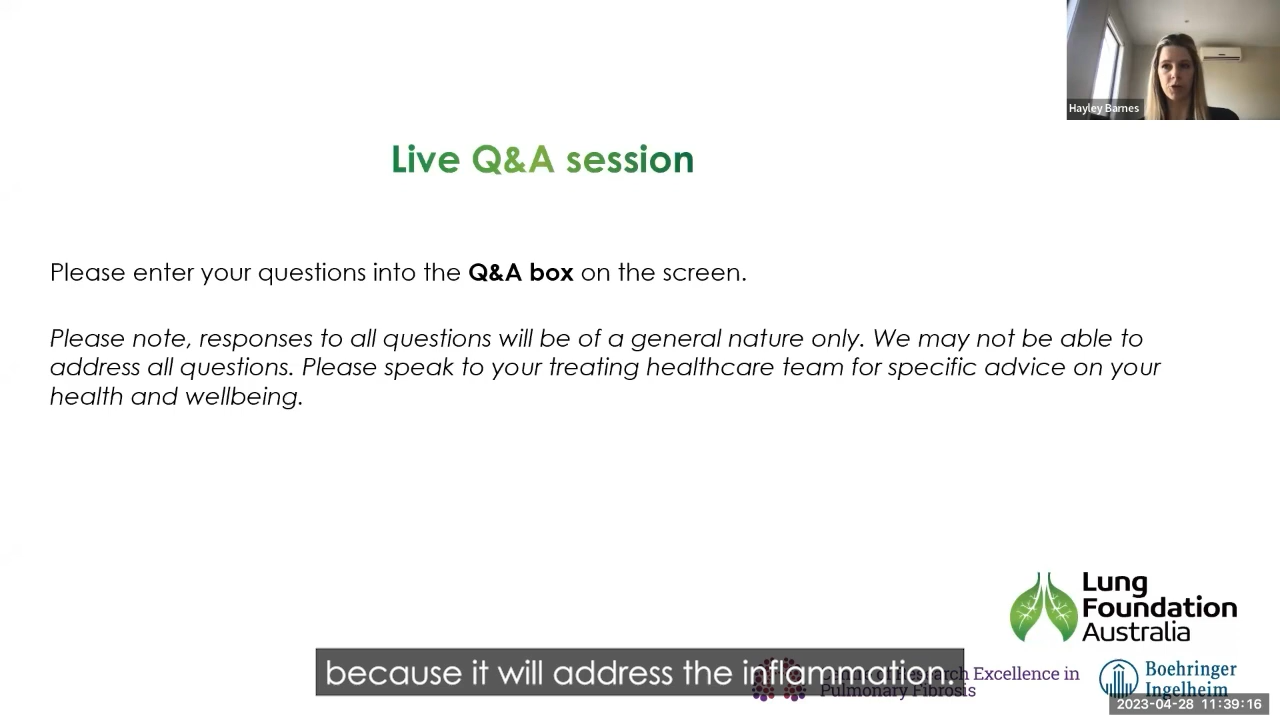 Hayley Barnes
Live Q&A session
Please enter your questions into the Q&A box on the screen.
Please note, responses to all questions will be of a general nature only. We may not be able to
address all questions. Please speak to your treating healthcare team for specific advice on your
health and wellbeing.
Lung
Foundation
Australia
because it will address the inflammation.
Research Excellence in
Pulmonary Fibrosis
Boehringer
Ingelheim
2023-04-28 11:39:16